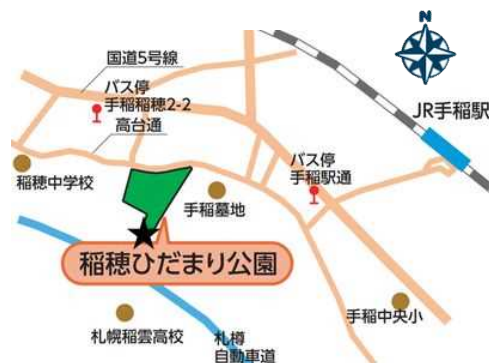 N
国道5号線
バス停
手稲稲穂2-2
高台通
JR手稲駅
バス停
手稲駅通
稲穂中学校
手稲墓地
稲穂ひだまり公園
手稲中央小
札幌稲雲高校
札樽
自動車道